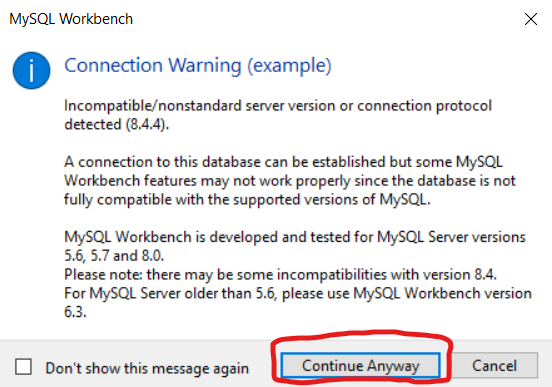 MySQL Workbench
Connection Warning (example)
Incompatible/nonstandard server version or connection protocol
detected (8.4.4).
A connection to this database can be established but some MySQL
Workbench features may not work properly since the database is not
fully compatible with the supported versions of MySQL.
MySQL Workbench is developed and tested for MySQL Server versions
5.6, 5.7 and 8.0.
Please note: there may be some incompatibilities with version 8.4.
For MySQL Server older than 5.6, please use MySQL Workbench version
6.3.
Don't show this message again
Continue Anyway
Cancel